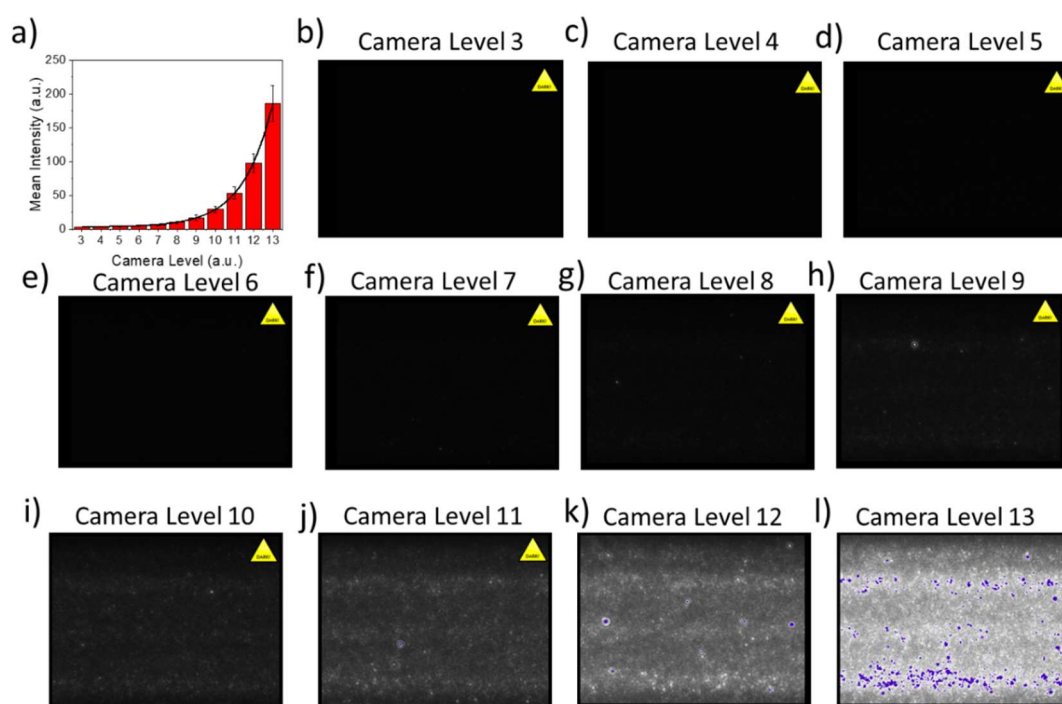 a)
250
200
150
100
50
0
Mean Intensity (a.u.)
3 4 5 6 7 8 9 10 11 12 13
Camera Level (a.u.)
b) Camera Level 3
c) Camera Level 4
d) Camera Level 5
e) Camera Level 6
f) Camera Level 7
g) Camera Level 8
h) Camera Level 9
i) Camera Level 10
j) Camera Level 11
k) Camera Level 12
l) Camera Level 13